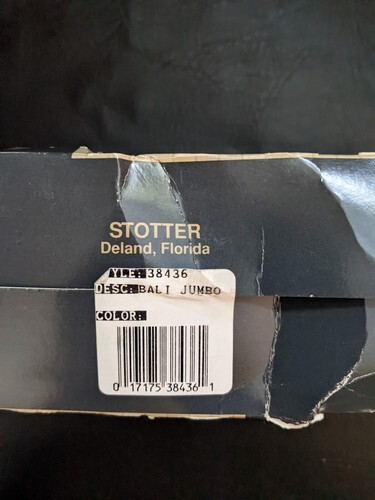 STOTTER
Deland, Florida
YLE: 38436
DESC: BALI JUMBO
COLOR:
0 17175 38436 1